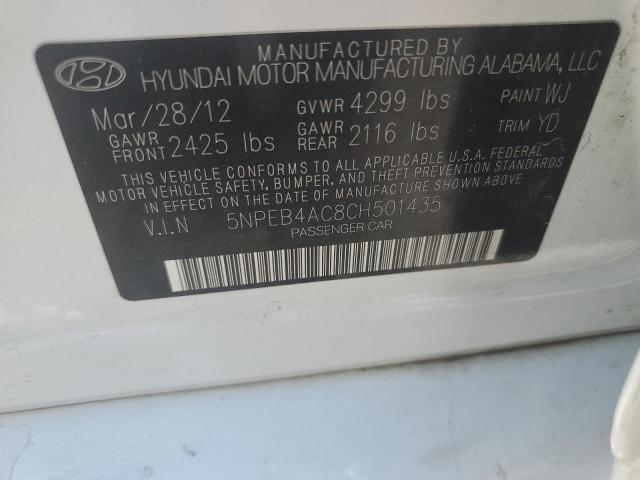 MANUFACTURED BY
HYUNDAI MOTOR MANUFACTURING ALABAMA, LLC
Mar/28/12 GVWR 4299 lbs PAINT WJ
GAWR FRONT 2425 lbs GAWR REAR 2116 lbs TRIM YD
THIS VEHICLE CONFORMS TO ALL APPLICABLE U.S.A. FEDERAL
MOTOR VEHICLE SAFETY, BUMPER, AND THEFT PREVENTION STANDARDS
IN EFFECT ON THE DATE OF MANUFACTURE SHOWN ABOVE.
V.I.N 5NPEB4AC8CH501435
PASSENGER CAR